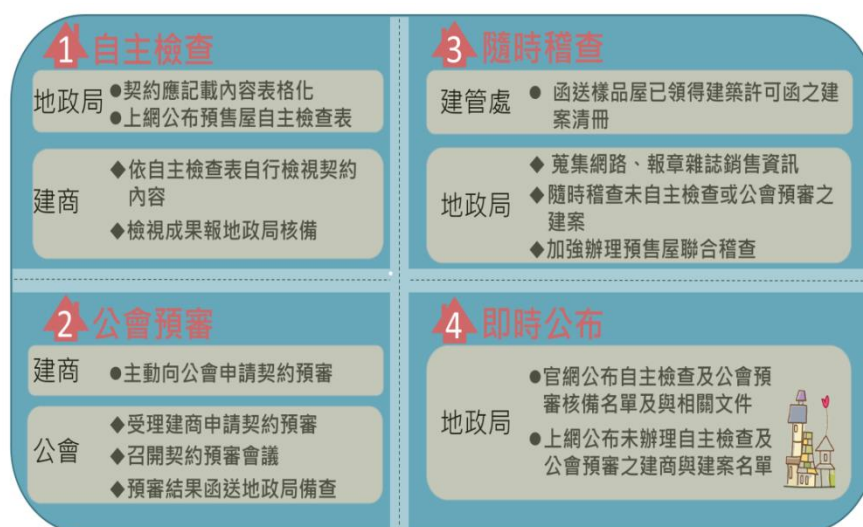 1 自主檢查
地政局
●契約應記載內容表格化
●上網公布預售屋自主檢查表
建商
◆依自主檢查表自行檢視契約
內容
◆檢視成果報地政局核備
2 公會預審
建商
●主動向公會申請契約預審
公會
◆受理建商申請契約預審
◆召開契約預審會議
◆預審結果函送地政局備查
3 隨時稽查
建管處
● 函送樣品屋已領得建築許可函之建
案清冊
地政局
◆ 蒐集網路、報章雜誌銷售資訊
◆隨時稽查未自主檢查或公會預審之
建案
◆加強辦理預售屋聯合稽查
4 即時公布
地政局
●官網公布自主檢查及公會預
審核備名單及與相關文件
●上網公布未辦理自主檢查及
公會預審之建商與建案名單